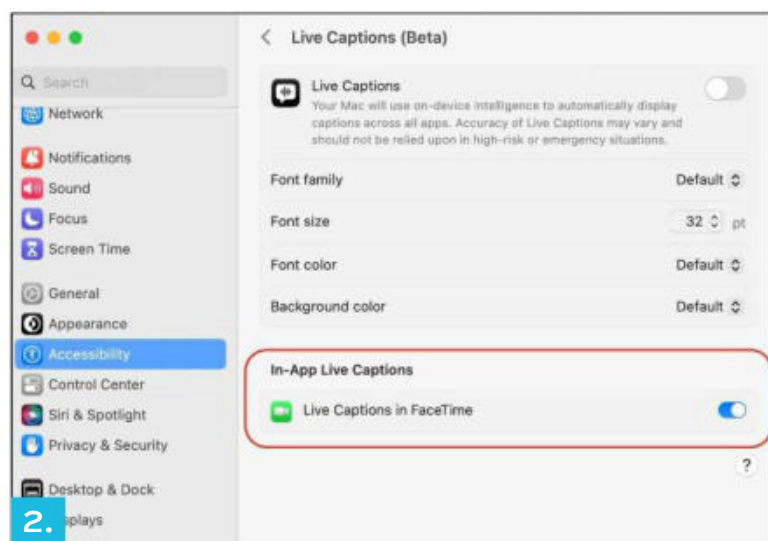 Live Captions (Beta)
Search
Network
Notifications
Sound
Focus
Screen Time
General
Appearance
Accessibility
Control Center
Siri & Spotlight
Privacy & Security
Desktop & Dock
splays
2.
Live Captions
Your Mac will use on-device intelligence to automatically display
captions across all apps. Accuracy of Live Captions may vary and
should not be relied upon in high-risk or emergency situations.
Font family Default
Font size 32 pt
Font color Default
Background color Default
In-App Live Captions
Live Captions in FaceTime
?